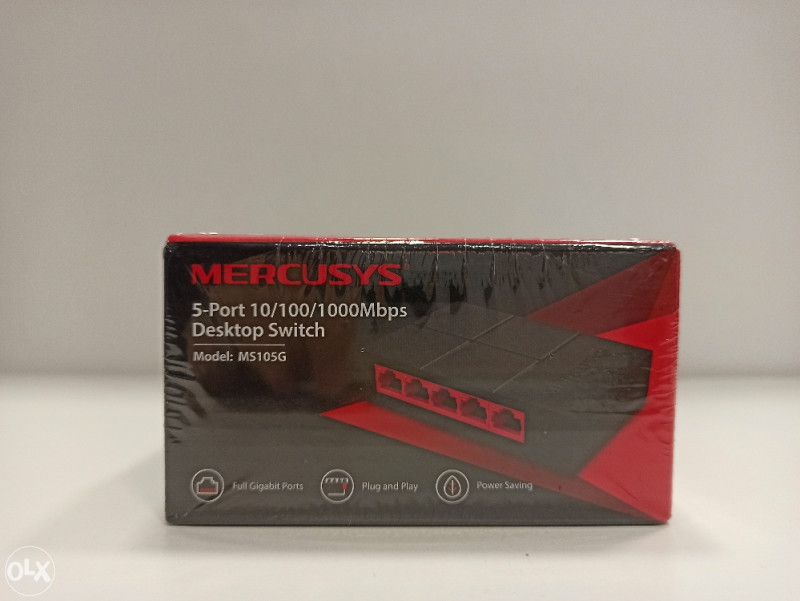 MERCUSYS
5-Port 10/100/1000Mbps
Desktop Switch
Model: MS105G
Full Gigabit Ports
Plug and Play
Power Saving
OLX